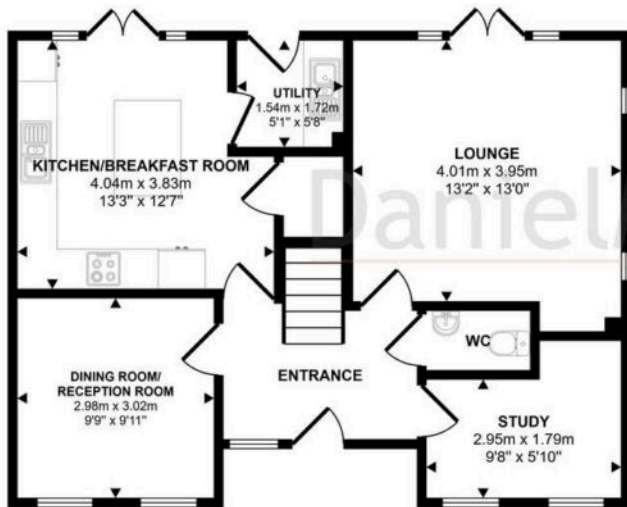 UTILITY
1.54m x 1.72m
5'1" x 5'8"
KITCHEN/BREAKFAST ROOM
4.04m x 3.83m
13'3" x 12'7"
LOUNGE
4.01m x 3.95m
13'2" x 13'0"
Daniel
WC
ENTRANCE
DINING ROOM/
RECEPTION ROOM
2.98m x 3.02m
9'9" x 9'11"
STUDY
2.95m x 1.79m
9'8" x 5'10"